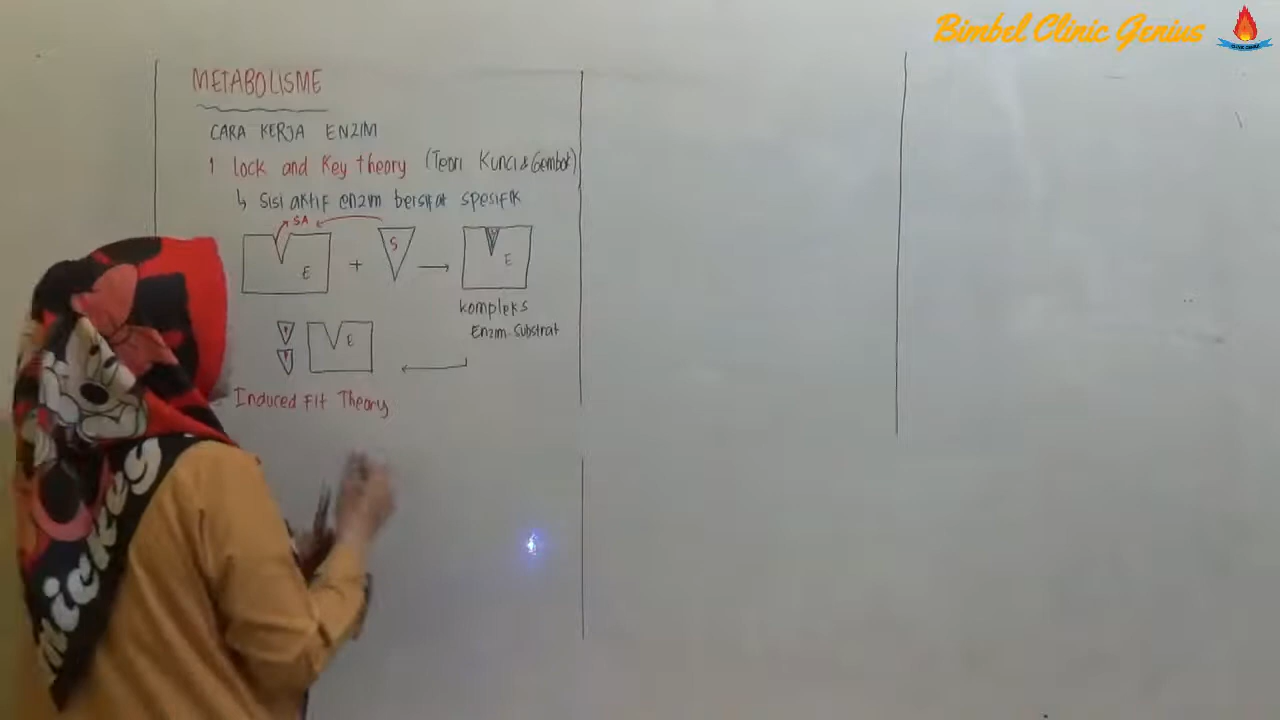 Bimbel Clinic Genius
METABOLISME
CARA KERJA ENZIM
1 Lock and Key theory (Teori Kunci & Gembok)
↳ Sisi aktif enzim bersifat spesifik
SA
E + S → E
Kompleks
Enzim-Substrat
P E
P
Induced Fit Theory
Mickey